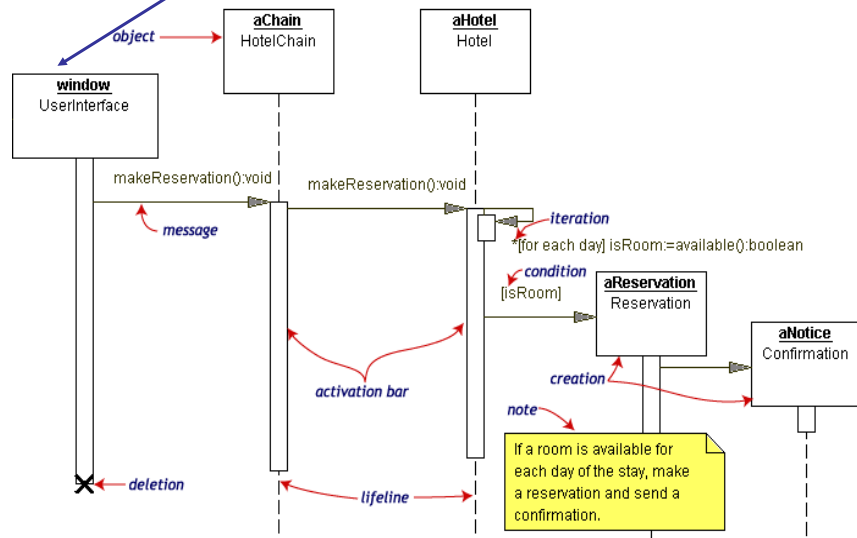 aChain
HotelChain
aHotel
Hotel
object
window
UserInterface
makeReservation():void
makeReservation():void
message
iteration
*[for each day] isRoom:=available():boolean
condition
[isRoom]
aReservation
Reservation
aNotice
Confirmation
activation bar
creation
note
If a room is available for
each day of the stay, make
a reservation and send a
confirmation.
deletion
lifeline